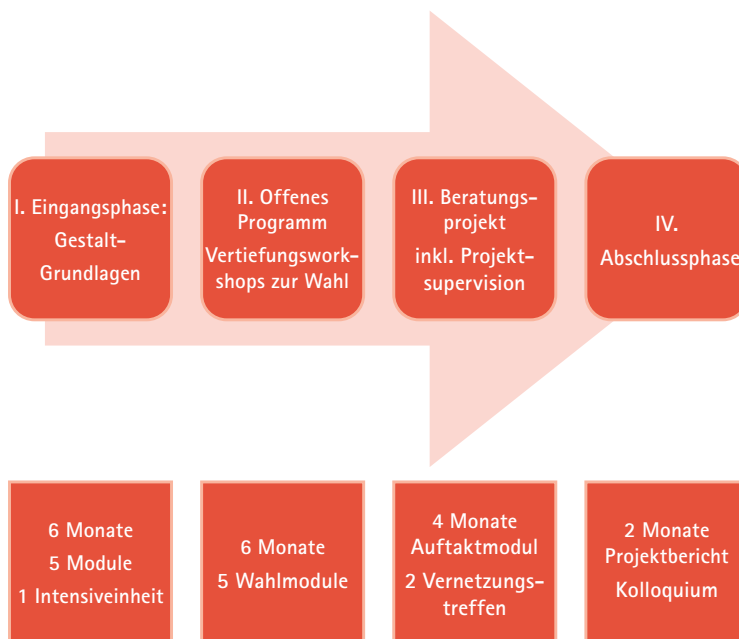 I. Eingangsphase:
Gestalt-
Grundlagen
II. Offenes
Programm
Vertiefungswork-
shops zur Wahl
III. Beratungs-
projekt
inkl. Projekt-
supervision
IV.
Abschlussphase
6 Monate
5 Module
1 Intensiveinheit
6 Monate
5 Wahlmodule
4 Monate
Auftaktmodul
2 Vernetzungs-
treffen
2 Monate
Projektbericht
Kolloquium